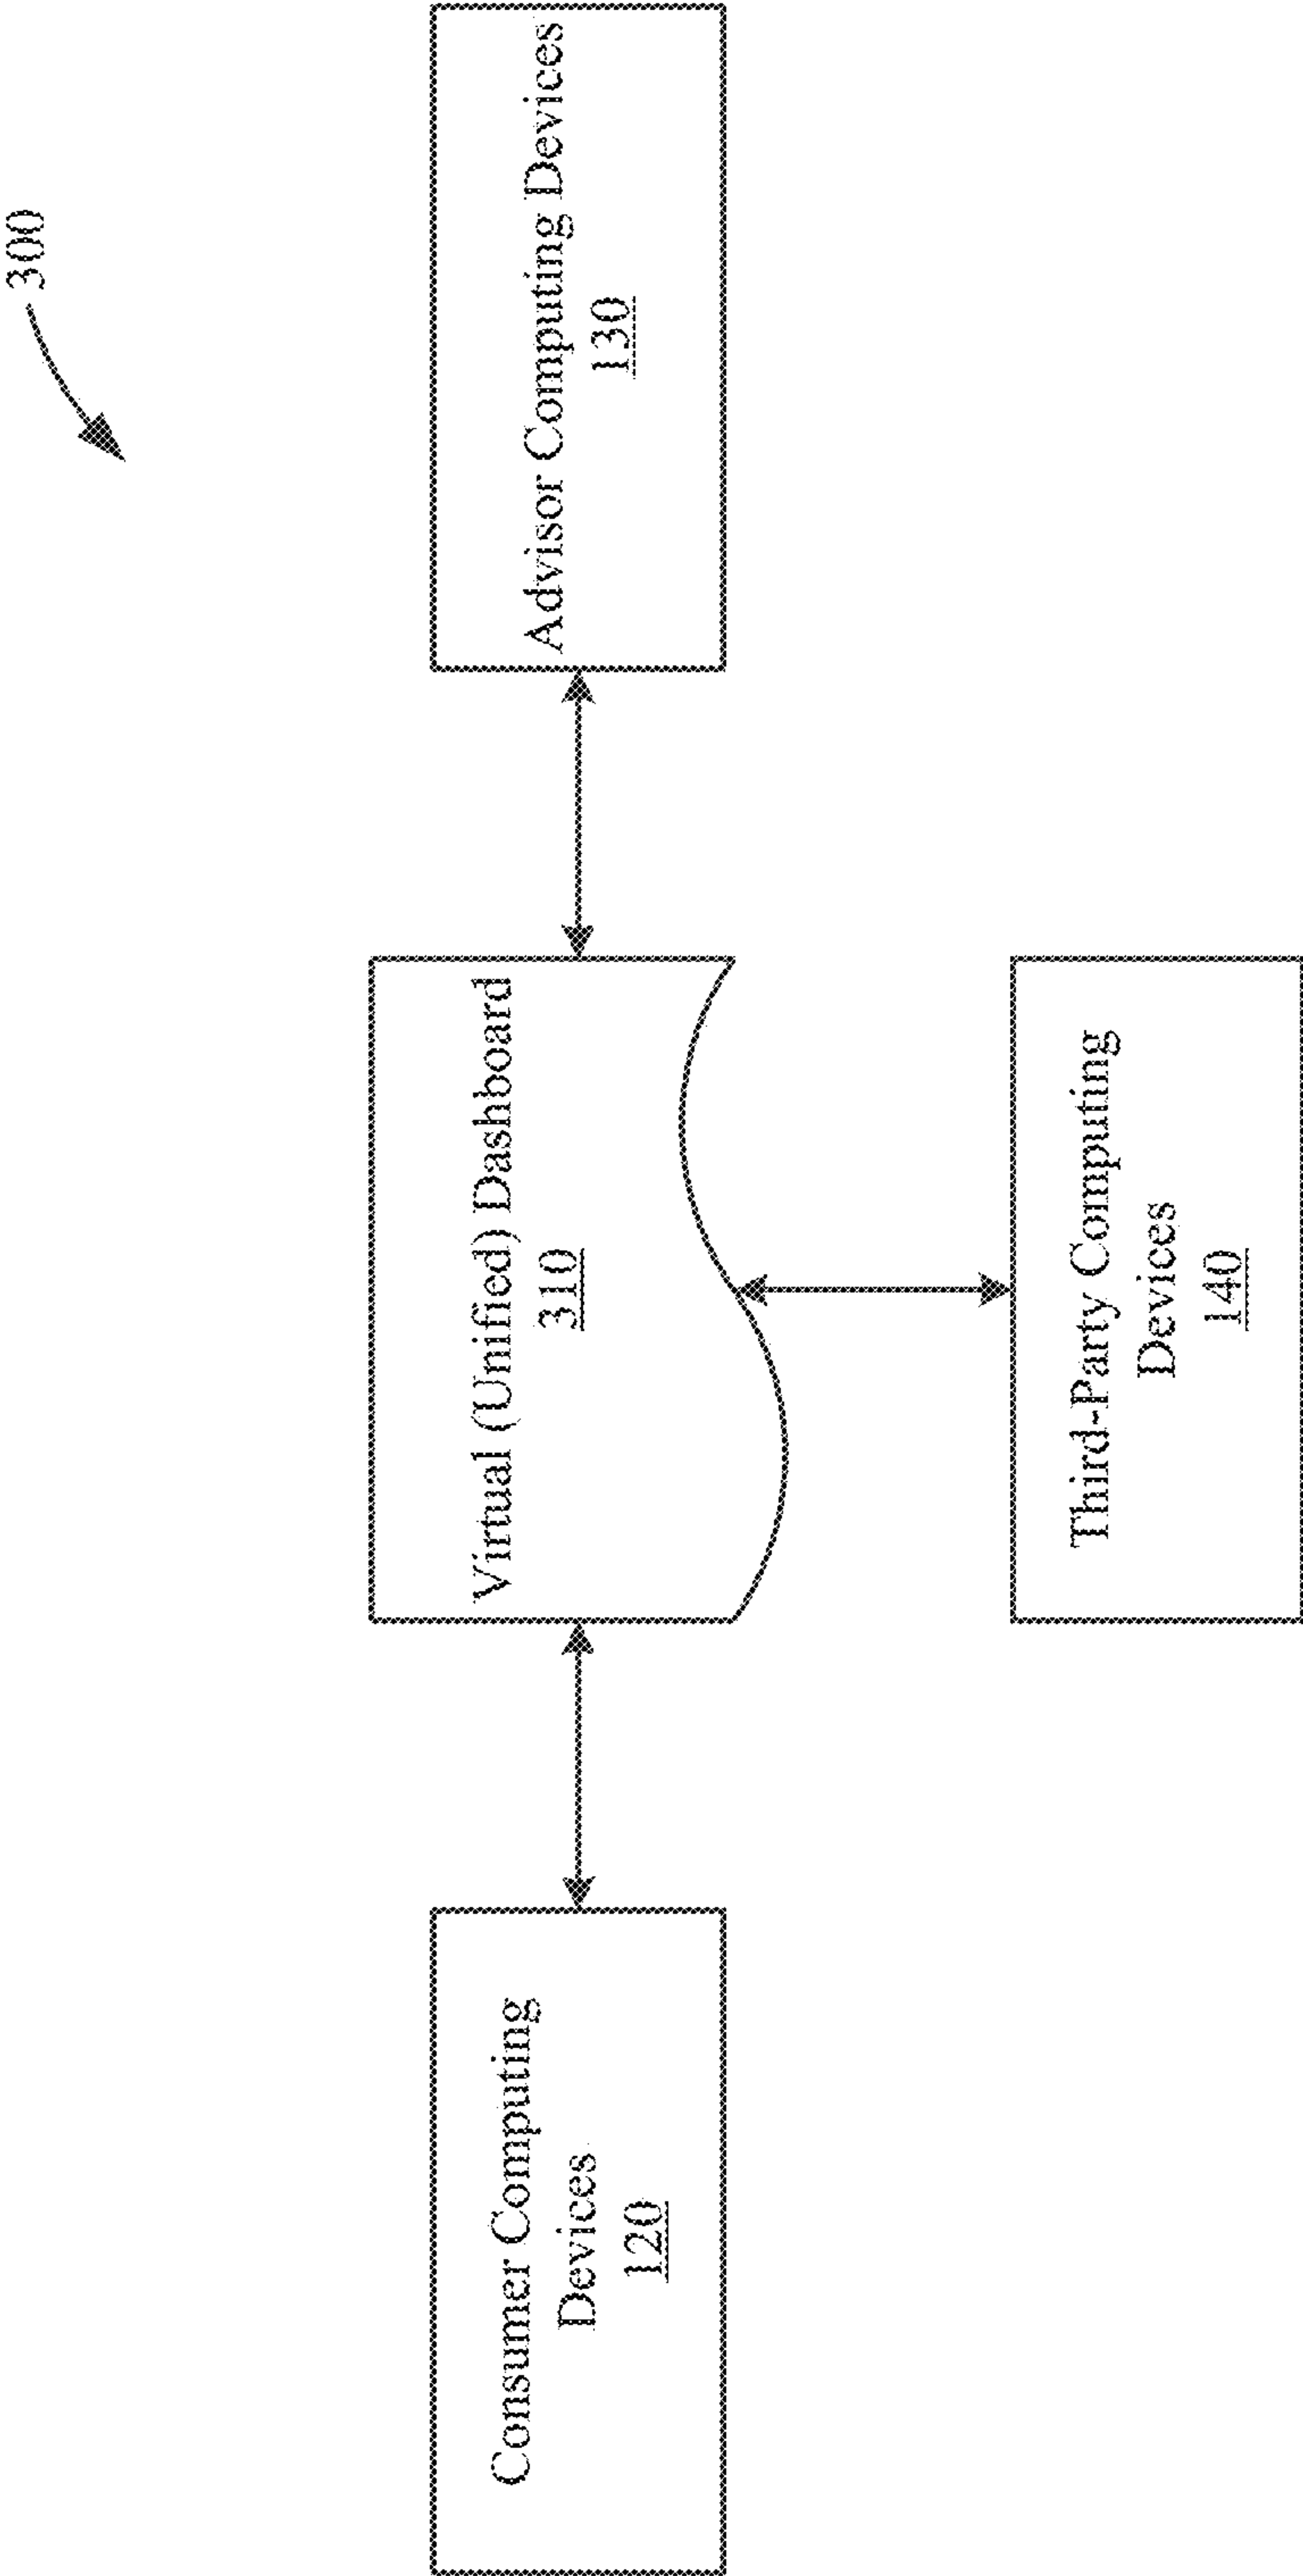 300
Consumer Computing
Devices
120
Virtual (Unified) Dashboard
310
Advisor Computing Devices
130
Third-Party Computing
Devices
140